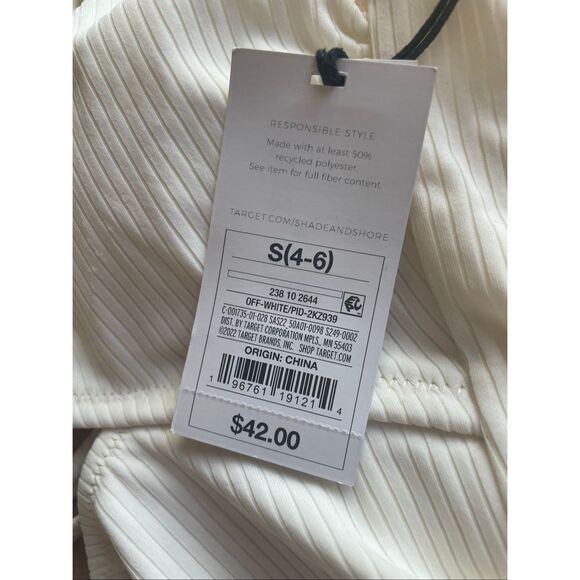 RESPONSIBLE STYLE
Made with at least 50%
recycled polyester.
See item for full fiber content.
TARGET.COM/SHADEANDSHORE
S(4-6)
238 10 2644
OFF-WHITE/PID-2KZ939
C-001T35-01-028 SAS22, 50A01-0098 SZ49-0002
DIST. BY TARGET CORPORATION MPLS, MN 55403
©2022 TARGET BRANDS, INC. SHOP TARGET.COM
ORIGIN: CHINA
1 96761 19121 4
$42.00